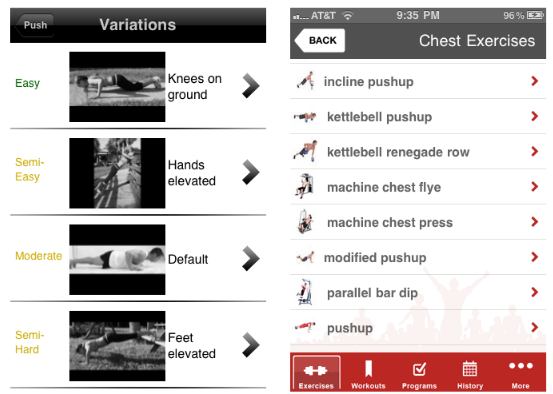 Push
Variations
Easy
Knees on
ground
Semi-
Easy
Hands
elevated
Moderate
Default
Semi-
Hard
Feet
elevated
AT&T 9:35 PM 96%
BACK
Chest Exercises
incline pushup
kettlebell pushup
kettlebell renegade row
machine chest flye
machine chest press
modified pushup
parallel bar dip
pushup
Exercises Workouts Programs History More